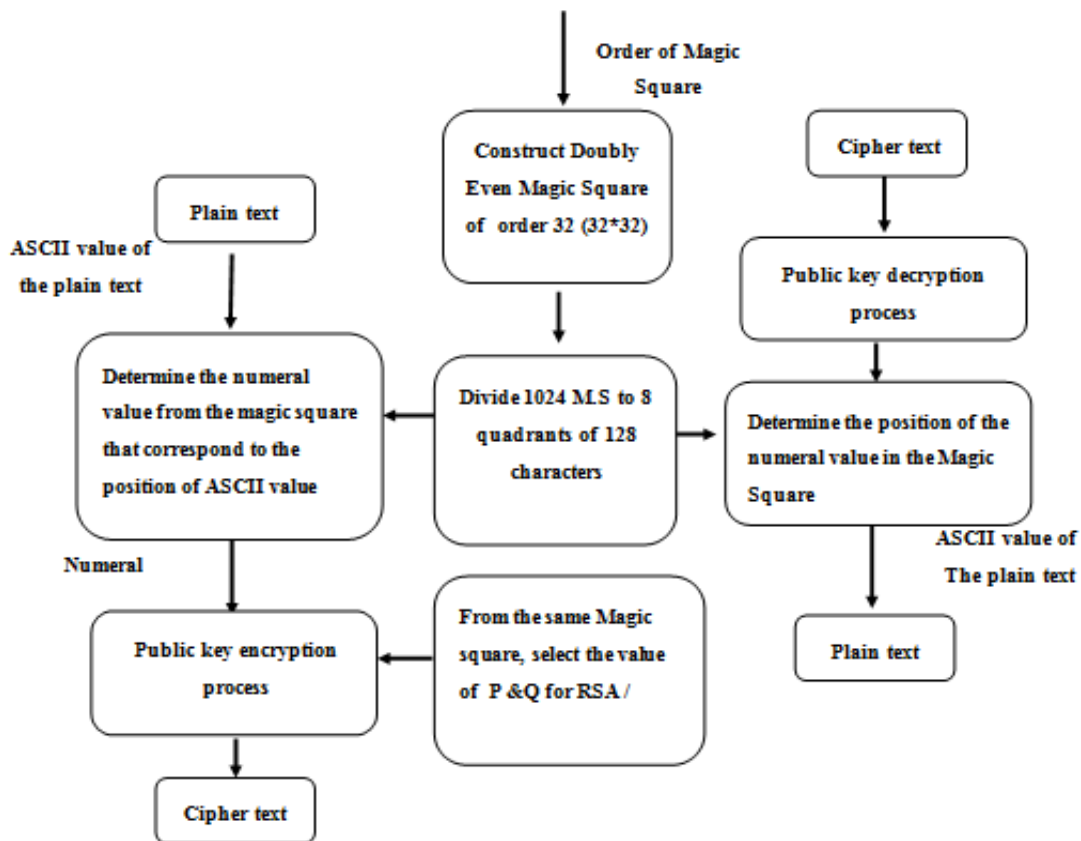 Order of Magic
Square
Construct Doubly
Even Magic Square
of order 32 (32*32)
Cipher text
Plain text
ASCII value of
the plain text
Public key decryption
process
Determine the numeral
value from the magic square
that correspond to the
position of ASCII value
Divide 1024 M.S to 8
quadrants of 128
characters
Determine the position of the
numeral value in the Magic
Square
Numeral
ASCII value of
The plain text
From the same Magic
square, select the value
of P &Q for RSA /
Public key encryption
process
Plain text
Cipher text